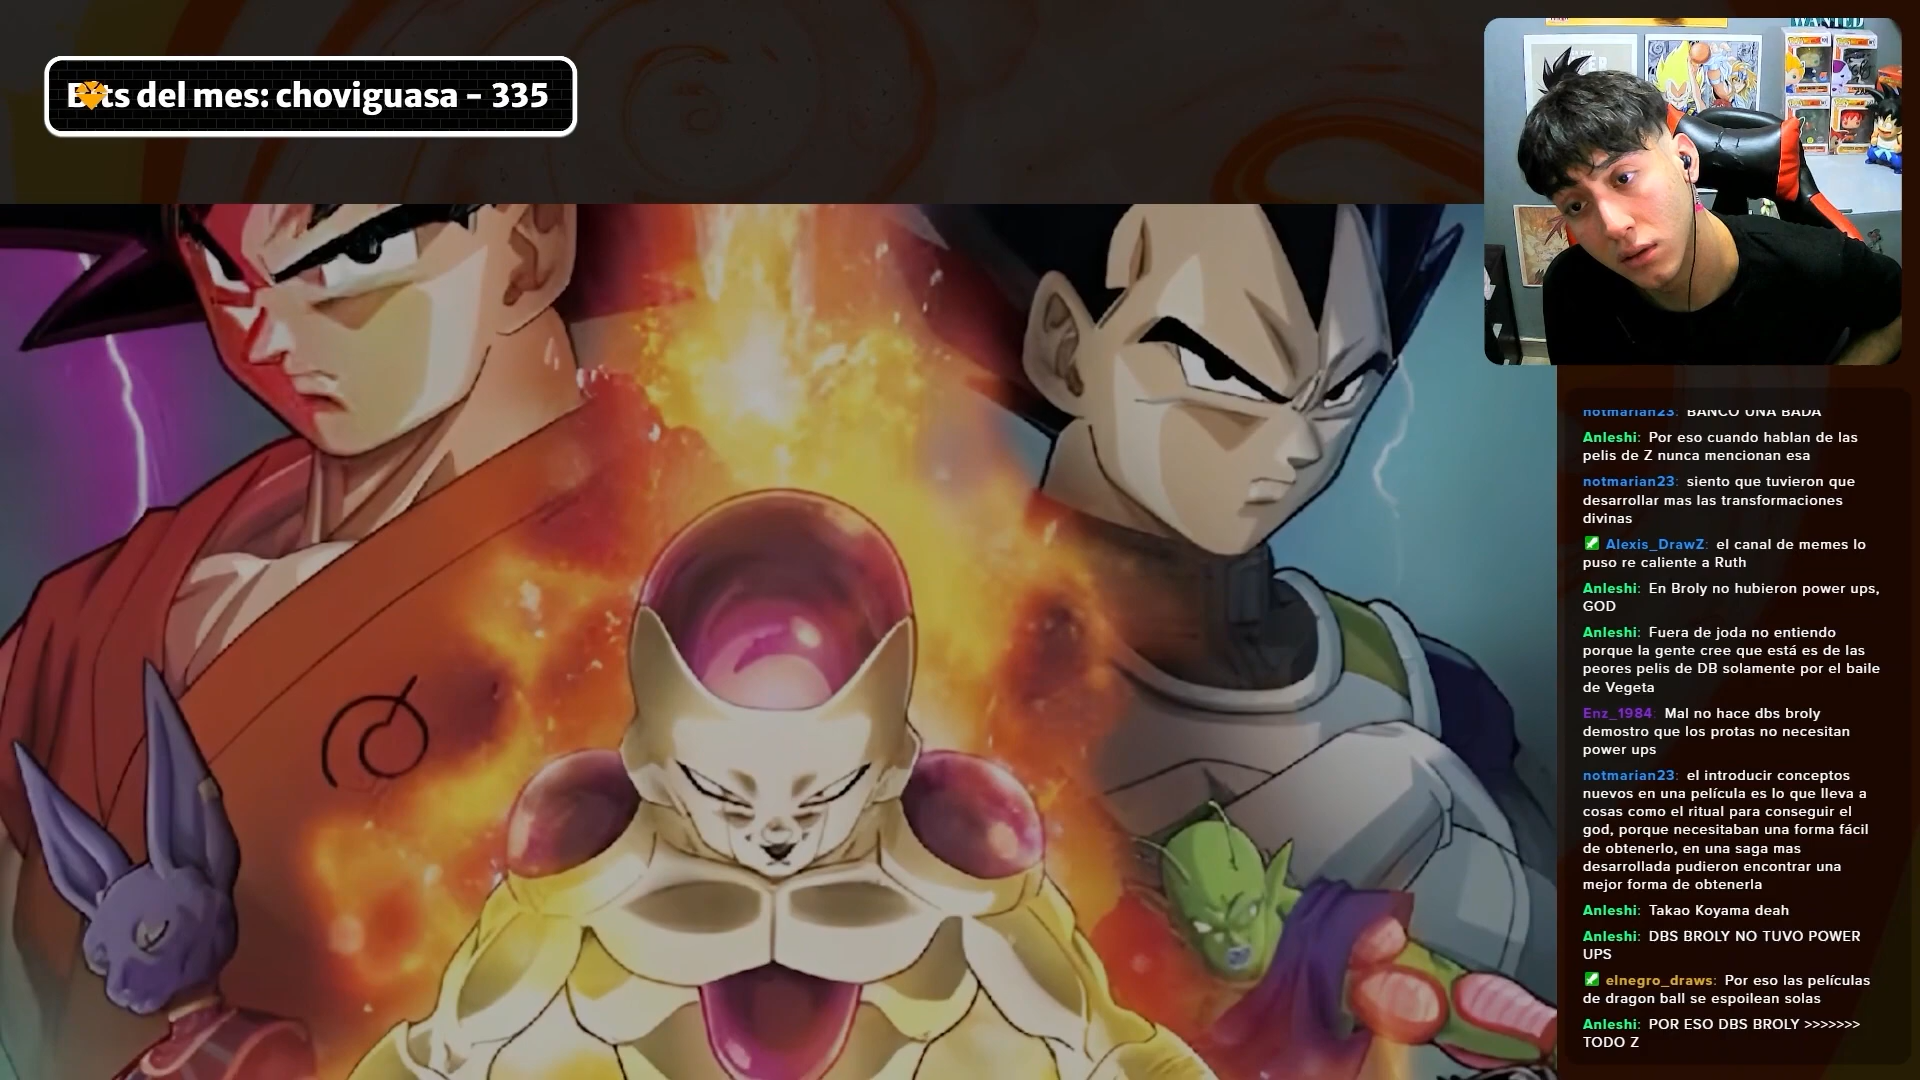 Bits del mes: choviguasa - 335
WANTED
notmarian23: BANCO UNA BADA
Anleshi: Por eso cuando hablan de las
pelis de Z nunca mencionan esa
notmarian23: siento que tuvieron que
desarrollar mas las transformaciones
divinas
Alexis_DrawZ: el canal de memes lo
puso re caliente a Ruth
Anleshi: En Broly no hubieron power ups,
GOD
Anleshi: Fuera de joda no entiendo
porque la gente cree que está es de las
peores pelis de DB solamente por el baile
de Vegeta
Enz_1984: Mal no hace dbs broly
demostro que los protas no necesitan
power ups
notmarian23: el introducir conceptos
nuevos en una película es lo que lleva a
cosas como el ritual para conseguir el
god, porque necesitaban una forma fácil
de obtenerlo, en una saga mas
desarrollada pudieron encontrar una
mejor forma de obtenerla
Anleshi: Takao Koyama deah
Anleshi: DBS BROLY NO TUVO POWER
UPS
elnegro_draws: Por eso las películas
de dragon ball se espoilean solas
Anleshi: POR ESO DBS BROLY >>>>>>>
TODO Z